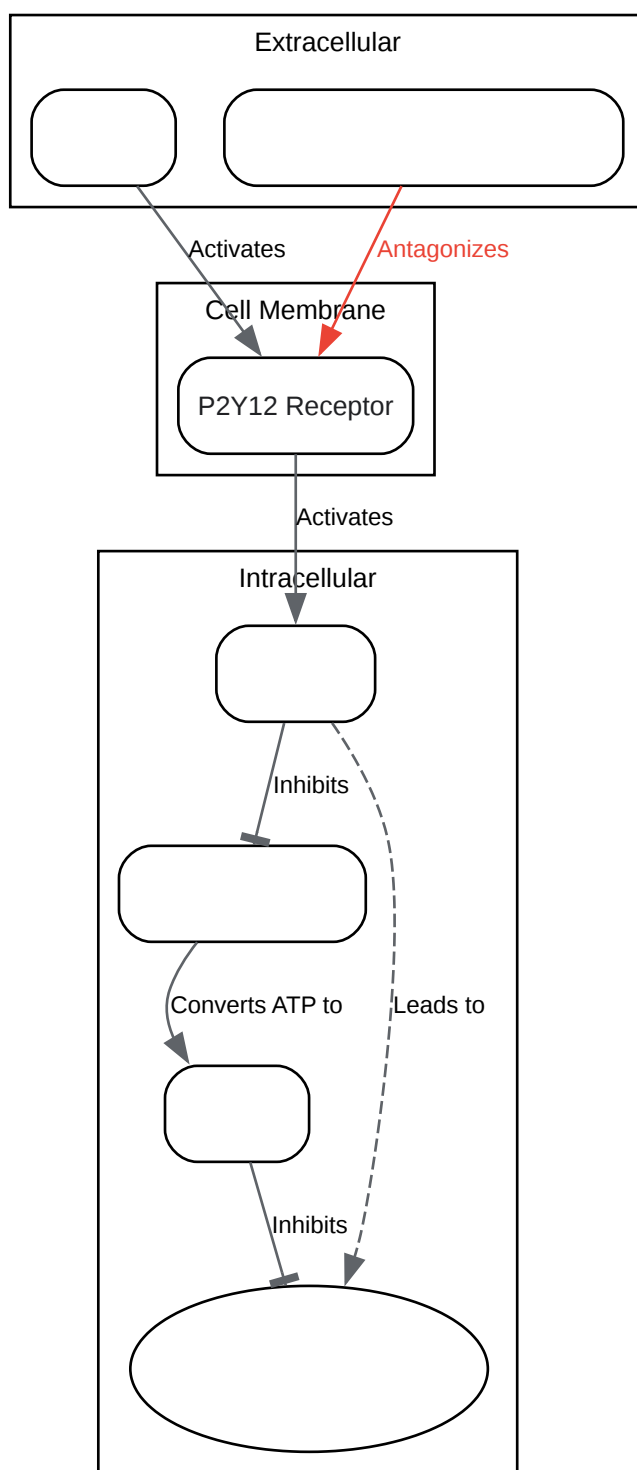 Extracellular
Activates
Antagonizes
Cell Membrane
P2Y12 Receptor
Activates
Intracellular
Inhibits
Converts ATP to
Leads to
Inhibits